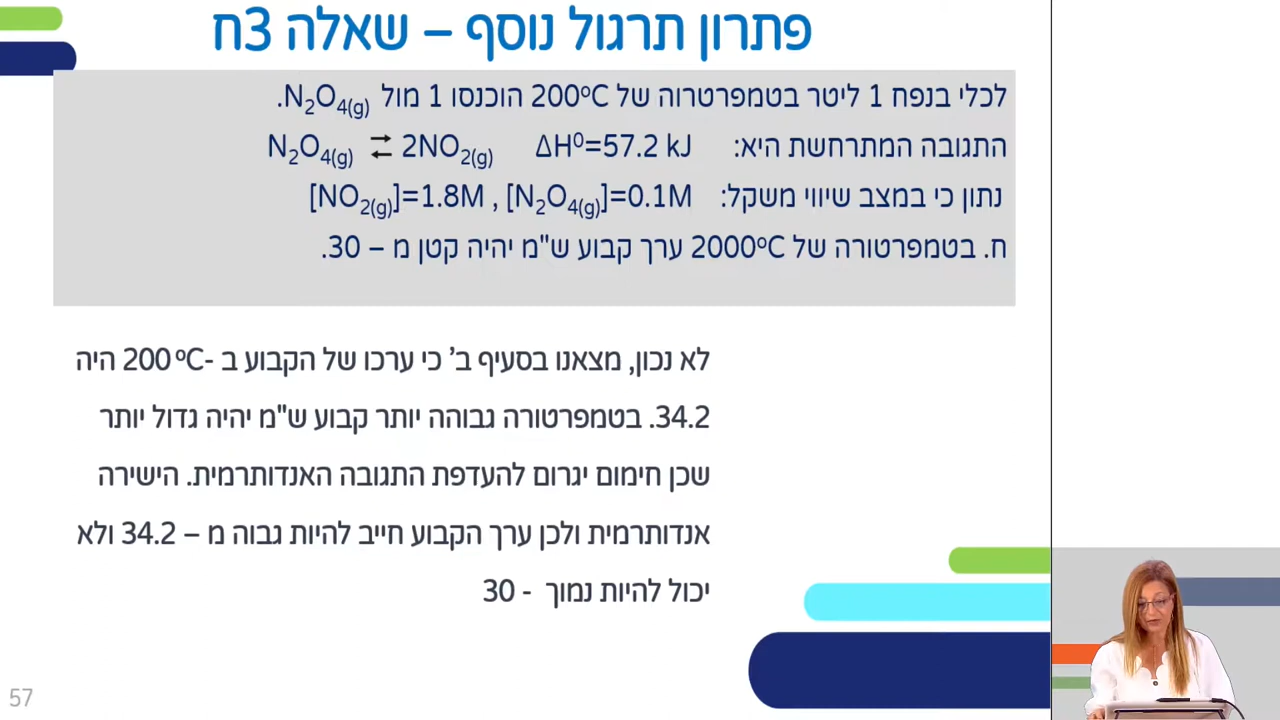 פתרון תרגול נוסף – שאלה 3ח
לכלי בנפח 1 ליטר בטמפרטרוה של 200ºC הוכנסו 1 מול N₂O₄₍g₎.
התגובה המתרחשת היא: N₂O₄₍g₎ ⇄ 2NO₂₍g₎ ΔH⁰=57.2 kJ
נתון כי במצב שיווי משקל: [NO₂₍g₎]=1.8M , [N₂O₄₍g₎]=0.1M
ח. בטמפרטורה של 2000ºC ערך קבוע ש"מ יהיה קטן מ – 30.
לא נכון, מצאנו בסעיף ב' כי ערכו של הקבוע ב -200ºC היה
34.2. בטמפרטורה גבוהה יותר קבוע ש"מ יהיה גדול יותר
שכן חימום יגרום להעדפת התגובה האנדותרמית. הישירה
אנדותרמית ולכן ערך הקבוע חייב להיות גבוה מ – 34.2 ולא
יכול להיות נמוך - 30
57